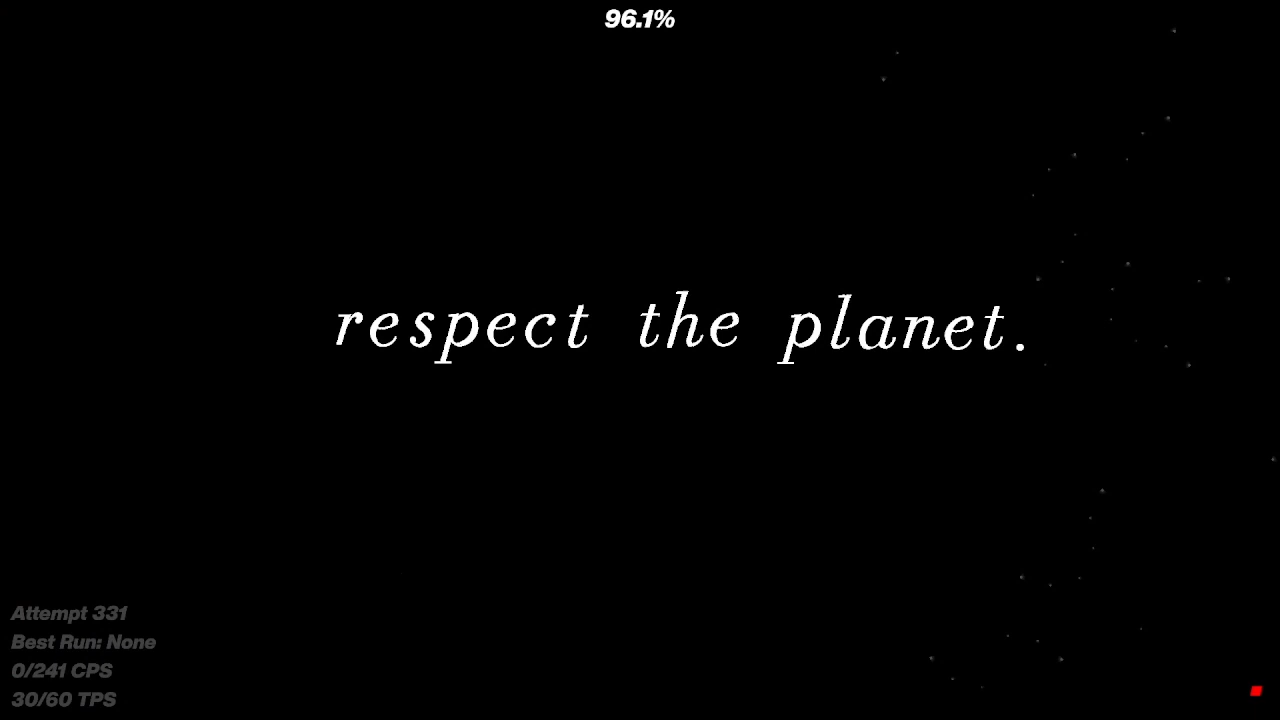 96.1%
respect the planet.
Attempt 331
Best Run: None
0/241 CPS
30/60 TPS